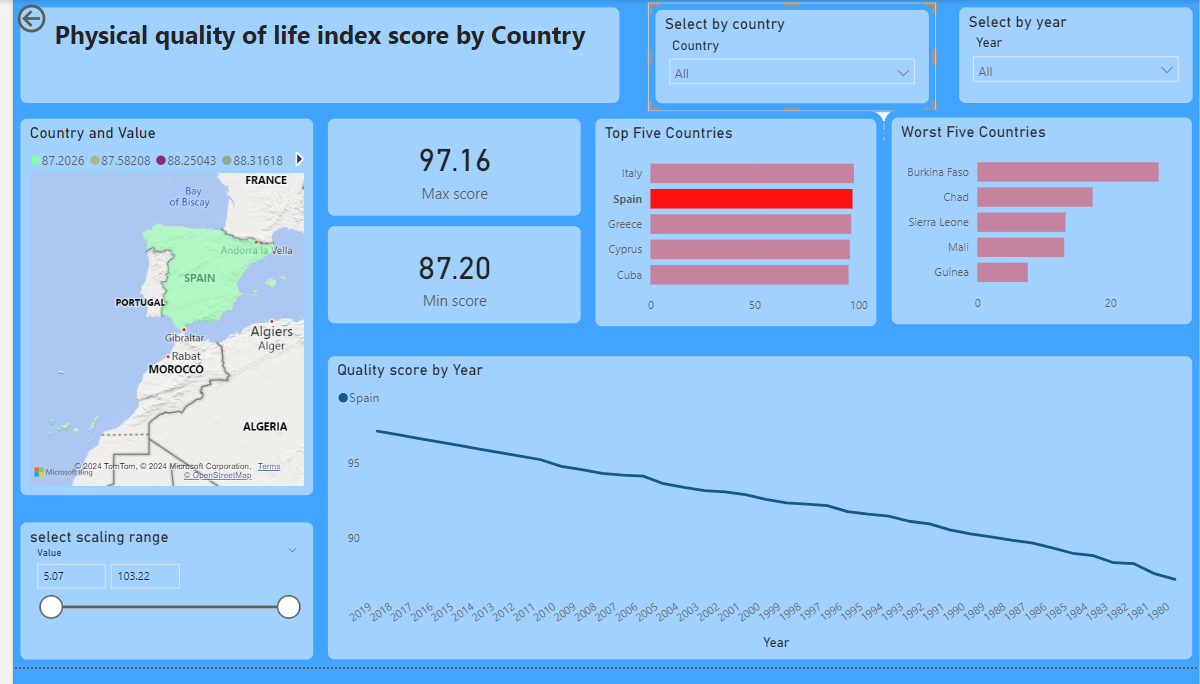 Physical quality of life index score by Country
Select by country
Country
All
Select by year
Year
All
Country and Value
87.2026 87.58208 88.25043 88.31618
FRANCE
Bay
of Biscay
Andorra la Vella
SPAIN
PORTUGAL
Gibraltar
Algiers
Alger
Rabat
MOROCCO
ALGERIA
Microsoft Bing
© 2024 TomTom, © 2024 Microsoft Corporation, Terms
© OpenStreetMap
97.16
Max score
87.20
Min score
Top Five Countries
Italy
Spain
Greece
Cyprus
Cuba
0 50 100
Worst Five Countries
Burkina Faso
Chad
Sierra Leone
Mali
Guinea
0 20
Quality score by Year
Spain
95
90
2019 2018 2017 2016 2015 2014 2013 2012 2011 2010 2009 2008 2007 2006 2005 2004 2003 2002 2001 2000 1999 1998 1997 1996 1995 1994 1993 1992 1991 1990 1989 1988 1987 1986 1985 1984 1983 1982 1981 1980
Year
select scaling range
Value
5.07 103.22